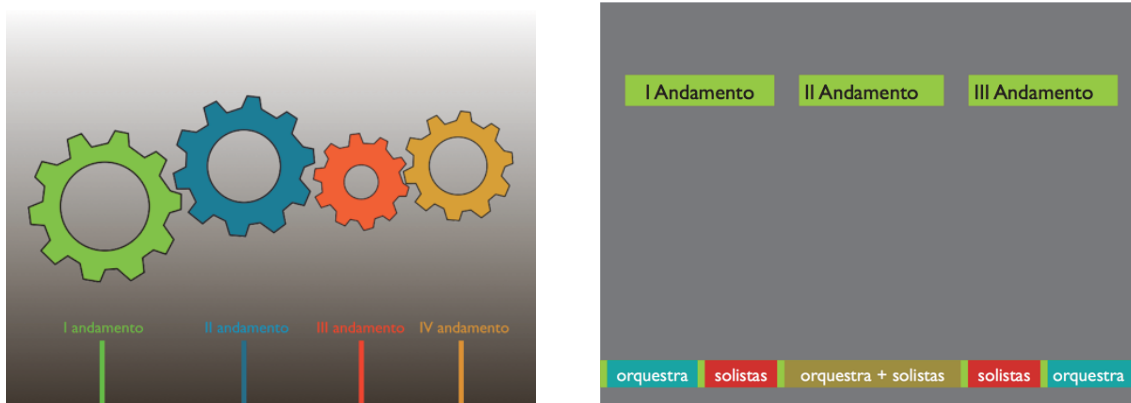 I andamento II andamento III andamento IV andamento
I Andamento II Andamento III Andamento
orquestra solistas orquestra + solistas solistas orquestra